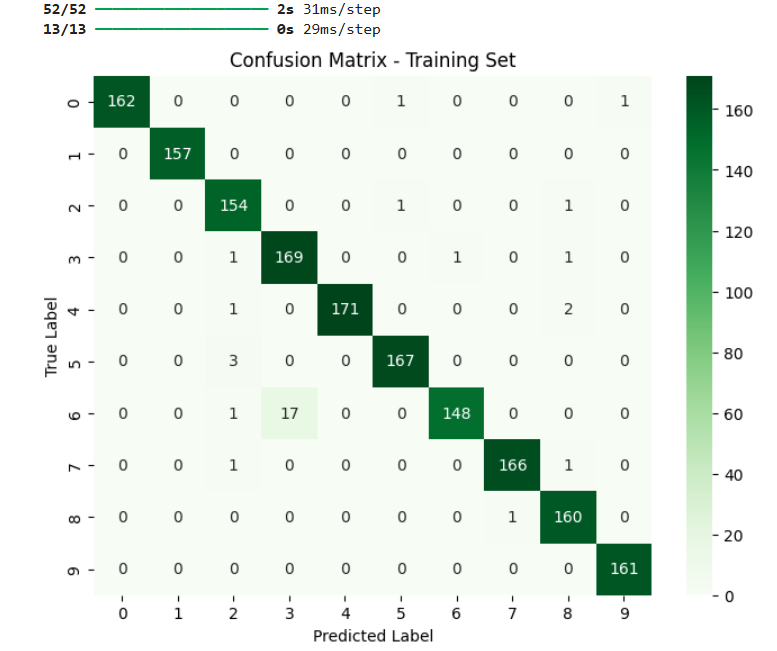 52/52 ━━━━━━━━━━━━━━━━━━━━ 2s 31ms/step
13/13 ━━━━━━━━━━━━━━━━━━━━ 0s 29ms/step
Confusion Matrix - Training Set
0 162 0 0 0 0 1 0 0 0 1
1 0 157 0 0 0 0 0 0 0 0
2 0 0 154 0 0 1 0 0 1 0
3 0 0 1 169 0 0 1 0 1 0
4 0 0 1 0 171 0 0 0 2 0
5 0 0 3 0 0 167 0 0 0 0
6 0 0 1 17 0 0 148 0 0 0
7 0 0 1 0 0 0 0 166 1 0
8 0 0 0 0 0 0 0 1 160 0
9 0 0 0 0 0 0 0 0 0 161
0 1 2 3 4 5 6 7 8 9
Predicted Label
True Label
160
140
120
100
80
60
40
20
0